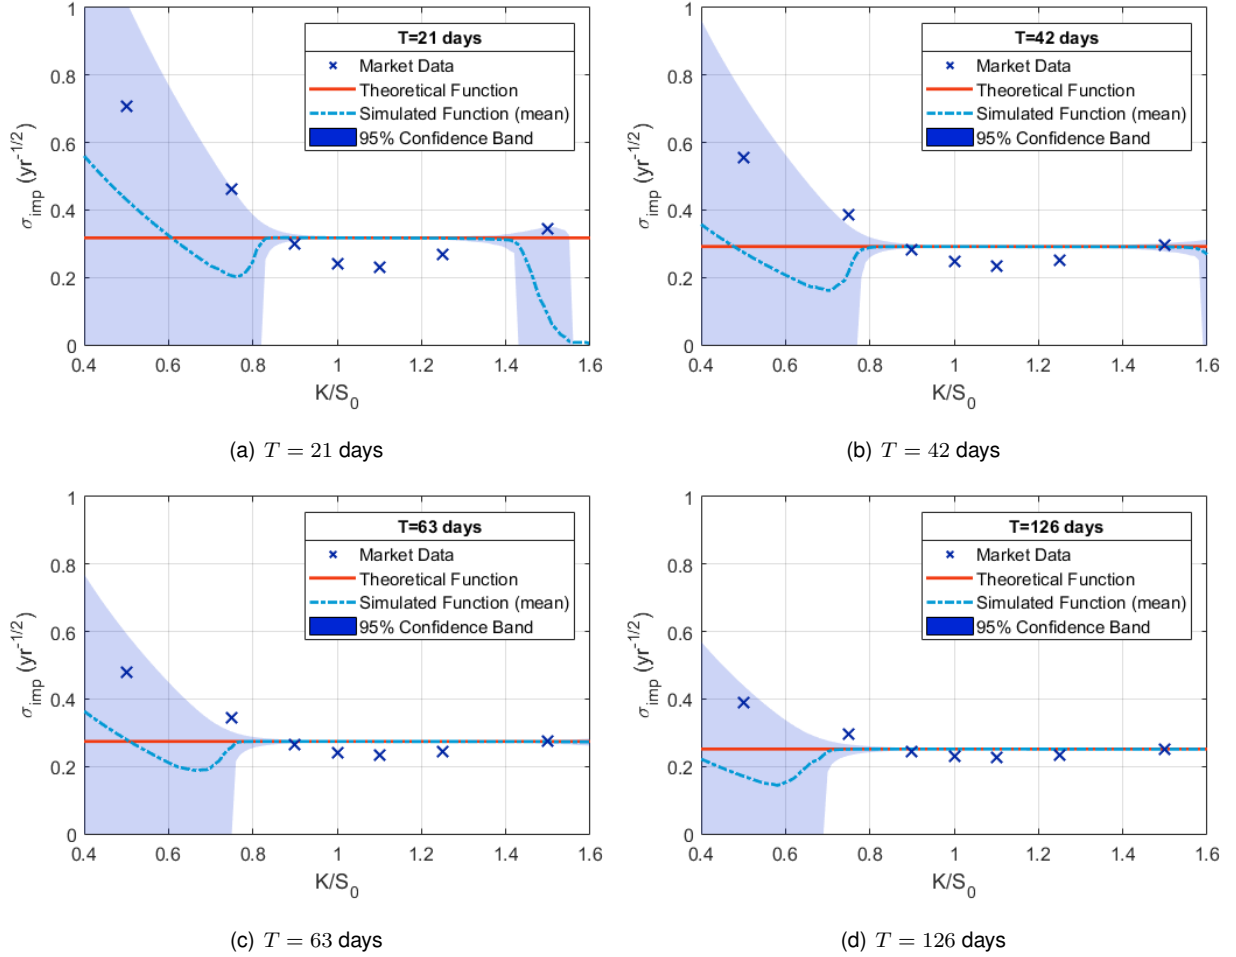 T=21 days
Market Data
Theoretical Function
Simulated Function (mean)
95% Confidence Band
1
0.8
0.6
0.4
0.2
0
σimp (yr-1/2)
0.4 0.6 0.8 1 1.2 1.4 1.6
K/S0
(a) T = 21 days
T=42 days
Market Data
Theoretical Function
Simulated Function (mean)
95% Confidence Band
1
0.8
0.6
0.4
0.2
0
σimp (yr-1/2)
0.4 0.6 0.8 1 1.2 1.4 1.6
K/S0
(b) T = 42 days
T=63 days
Market Data
Theoretical Function
Simulated Function (mean)
95% Confidence Band
1
0.8
0.6
0.4
0.2
0
σimp (yr-1/2)
0.4 0.6 0.8 1 1.2 1.4 1.6
K/S0
(c) T = 63 days
T=126 days
Market Data
Theoretical Function
Simulated Function (mean)
95% Confidence Band
1
0.8
0.6
0.4
0.2
0
σimp (yr-1/2)
0.4 0.6 0.8 1 1.2 1.4 1.6
K/S0
(d) T = 126 days